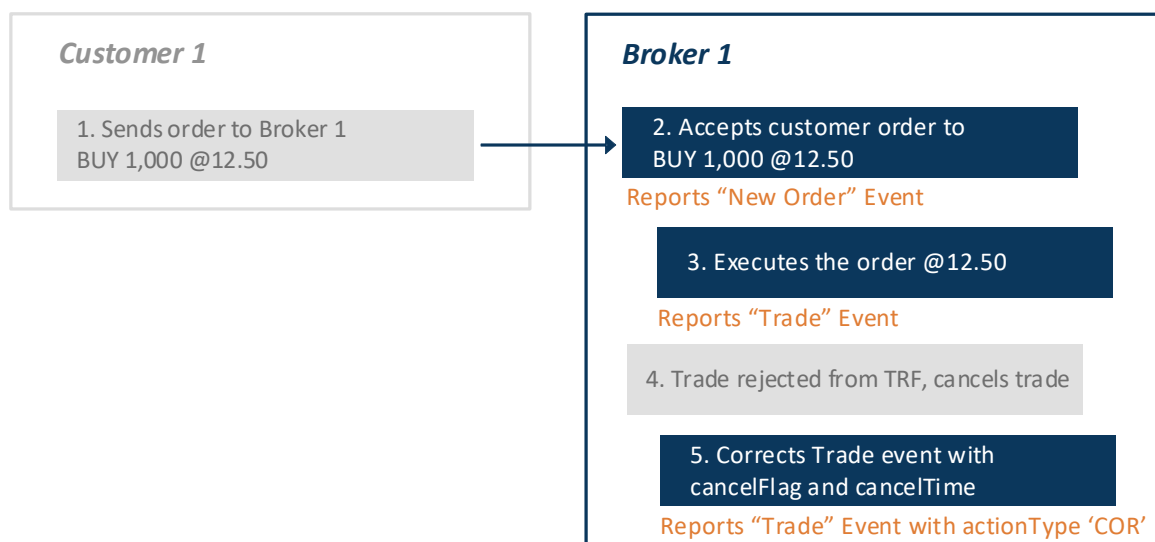 Customer 1
1. Sends order to Broker 1
BUY 1,000 @12.50
Broker 1
2. Accepts customer order to
BUY 1,000 @12.50
Reports “New Order” Event
3. Executes the order @12.50
Reports “Trade” Event
4. Trade rejected from TRF, cancels trade
5. Corrects Trade event with
cancelFlag and cancelTime
Reports “Trade” Event with actionType ‘COR’